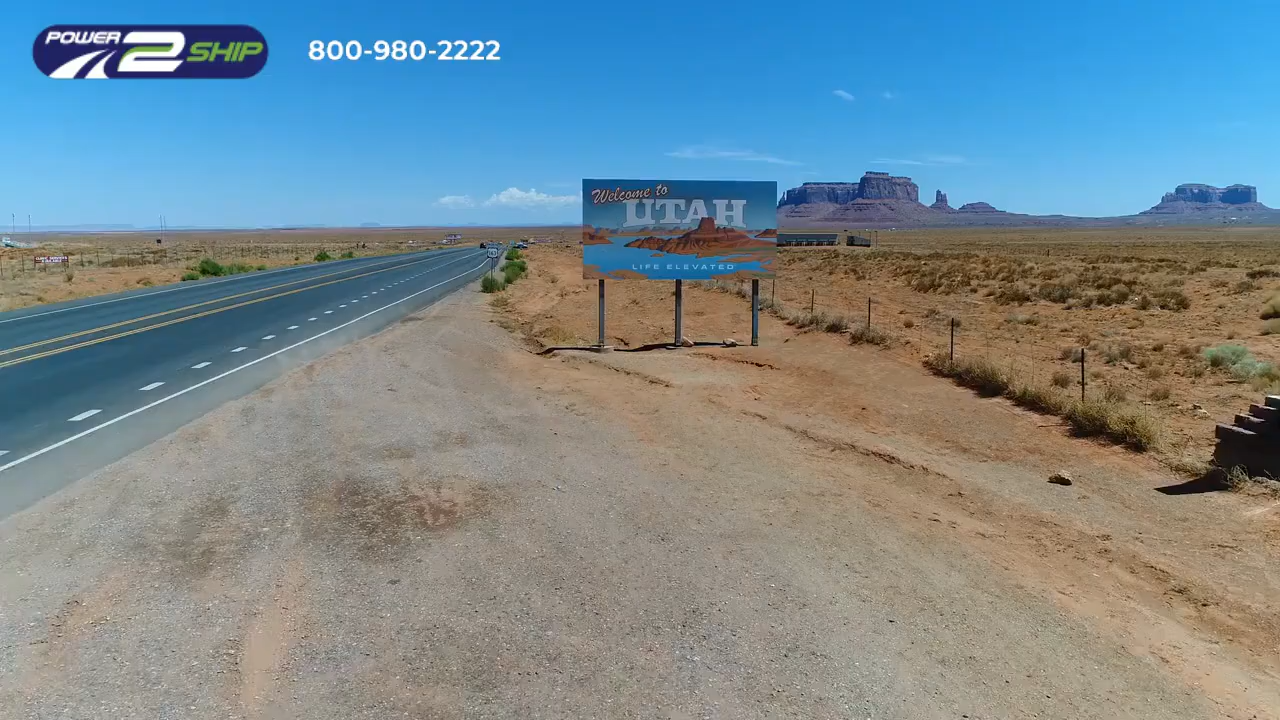 POWER 2 SHIP
800-980-2222
Welcome to
UTAH
LIFE ELEVATED